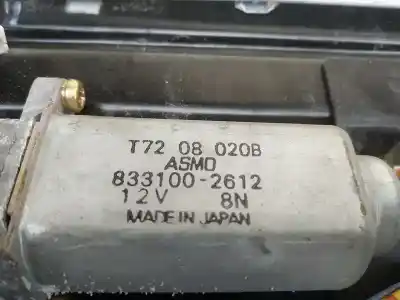 T72 08 020B
ASMO
833100-2612
12V 8N
MADE IN JAPAN